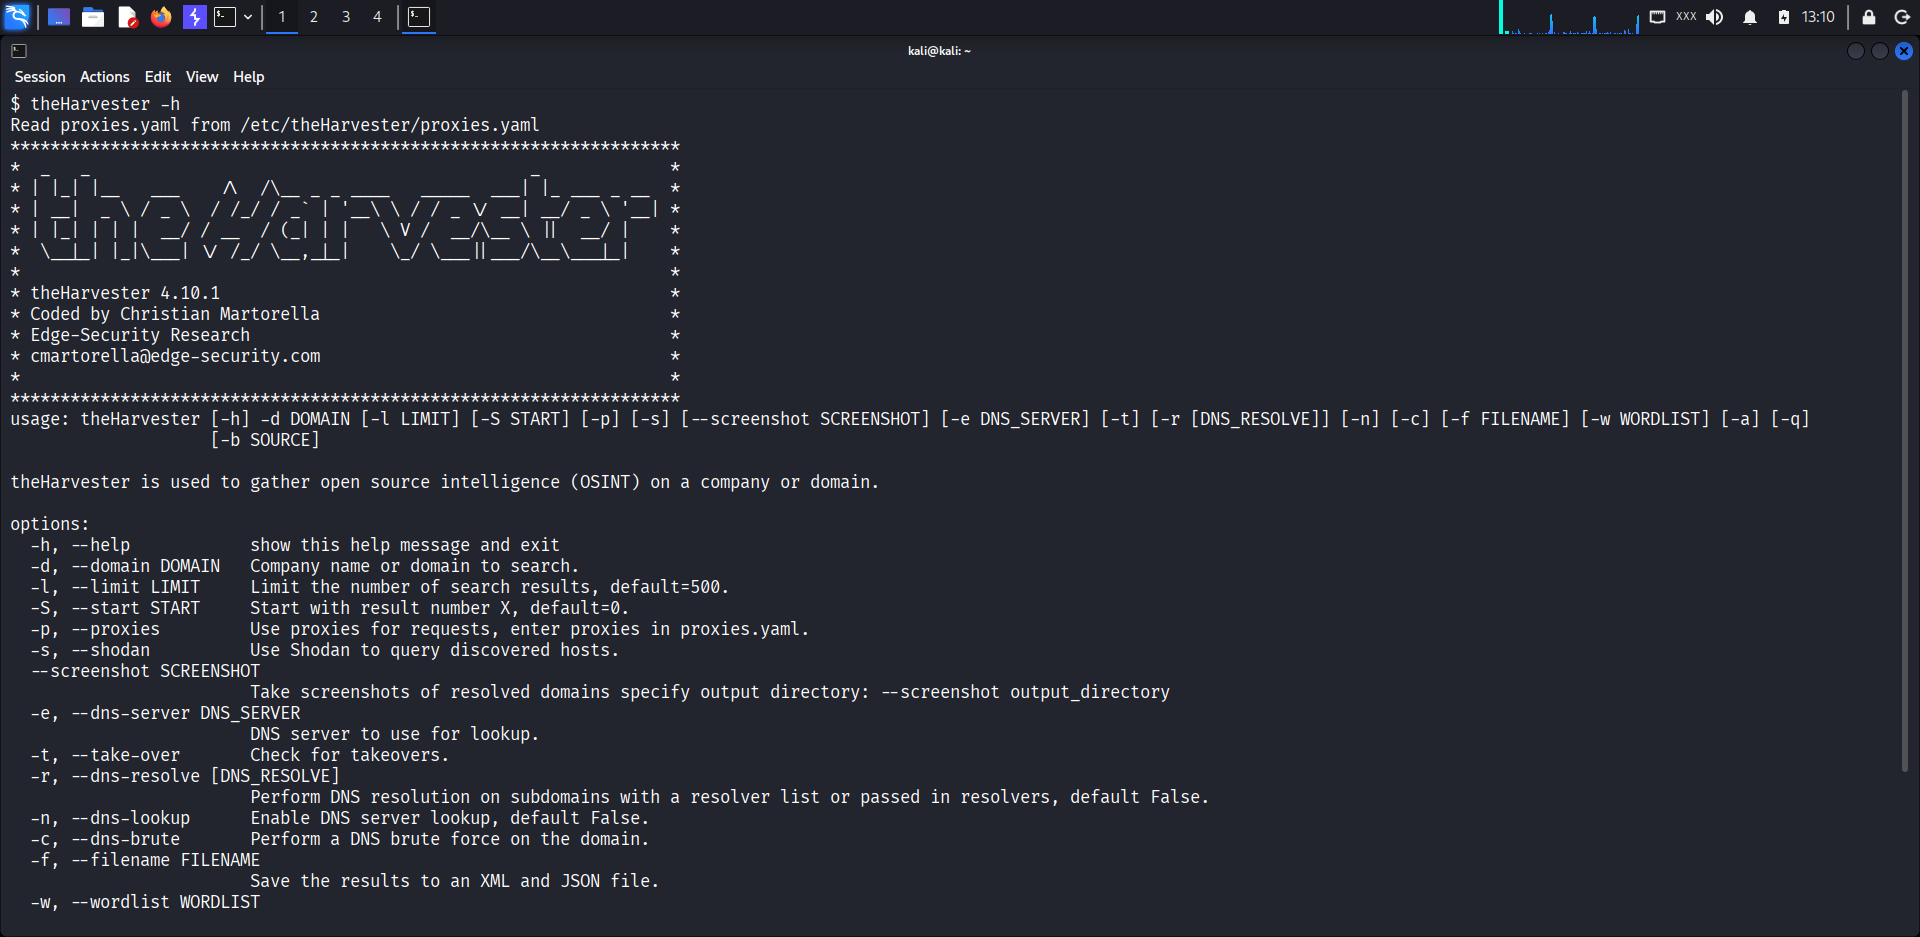 1 2 3 4
XXX
13:10
kali@kali: ~
Session Actions Edit View Help
$ theHarvester -h
Read proxies.yaml from /etc/theHarvester/proxies.yaml
*******************************************************************
theHarvester
* theHarvester 4.10.1 *
* Coded by Christian Martorella *
* Edge-Security Research *
* cmartorella@edge-security.com *
* *
*******************************************************************
usage: theHarvester [-h] -d DOMAIN [-l LIMIT] [-S START] [-p] [-s] [--screenshot SCREENSHOT] [-e DNS_SERVER] [-t] [-r [DNS_RESOLVE]] [-n] [-c] [-f FILENAME] [-w WORDLIST] [-a] [-q]
[-b SOURCE]
theHarvester is used to gather open source intelligence (OSINT) on a company or domain.
options:
-h, --help show this help message and exit
-d, --domain DOMAIN Company name or domain to search.
-l, --limit LIMIT Limit the number of search results, default=500.
-S, --start START Start with result number X, default=0.
-p, --proxies Use proxies for requests, enter proxies in proxies.yaml.
-s, --shodan Use Shodan to query discovered hosts.
--screenshot SCREENSHOT
Take screenshots of resolved domains specify output directory: --screenshot output_directory
-e, --dns-server DNS_SERVER
DNS server to use for lookup.
-t, --take-over Check for takeovers.
-r, --dns-resolve [DNS_RESOLVE]
Perform DNS resolution on subdomains with a resolver list or passed in resolvers, default False.
-n, --dns-lookup Enable DNS server lookup, default False.
-c, --dns-brute Perform a DNS brute force on the domain.
-f, --filename FILENAME
Save the results to an XML and JSON file.
-w, --wordlist WORDLIST